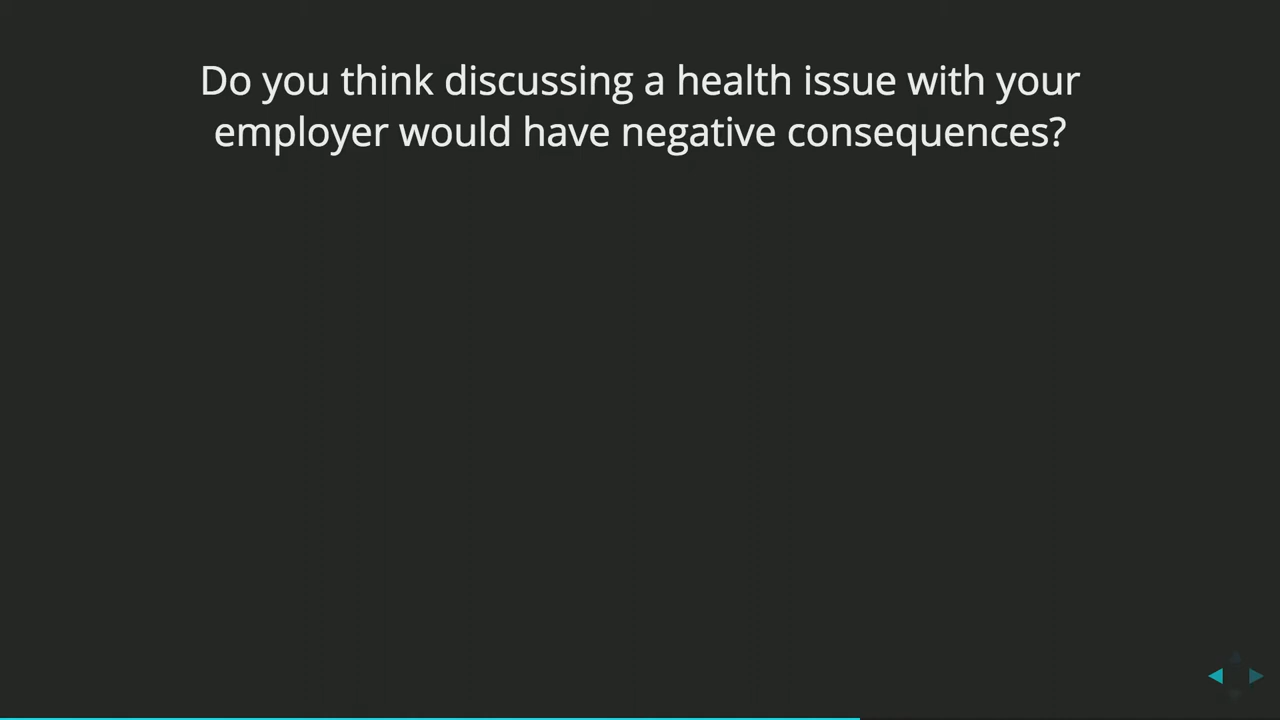 Do you think discussing a health issue with your
employer would have negative consequences?